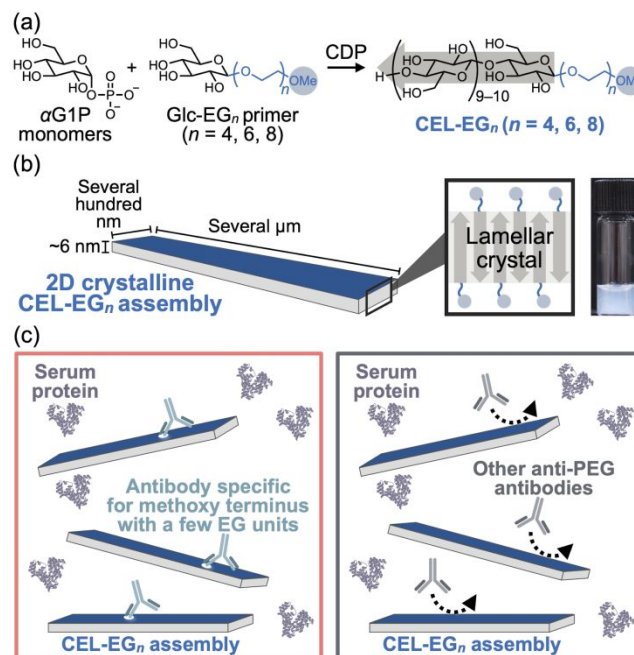 (a)
HO
OH
O
HO
HO
HO
O
O
P
O⁻
O⁻
+
HO
OH
O
HO
HO
OH
O
n
OMe
CDP
H
O
HO
OH
O
O
HO
OH
9–10
HO
O
HO
OH
O
O
n
OMe
αG1P
monomers
Glc-EGn primer
(n = 4, 6, 8)
CEL-EGn (n = 4, 6, 8)
(b)
Several
hundred
nm
Several μm
~6 nm
2D crystalline
CEL-EGn assembly
Lamellar
crystal
(c)
Serum
protein
Antibody specific
for methoxy terminus
with a few EG units
CEL-EGn assembly
Serum
protein
Other anti-PEG
antibodies
CEL-EGn assembly